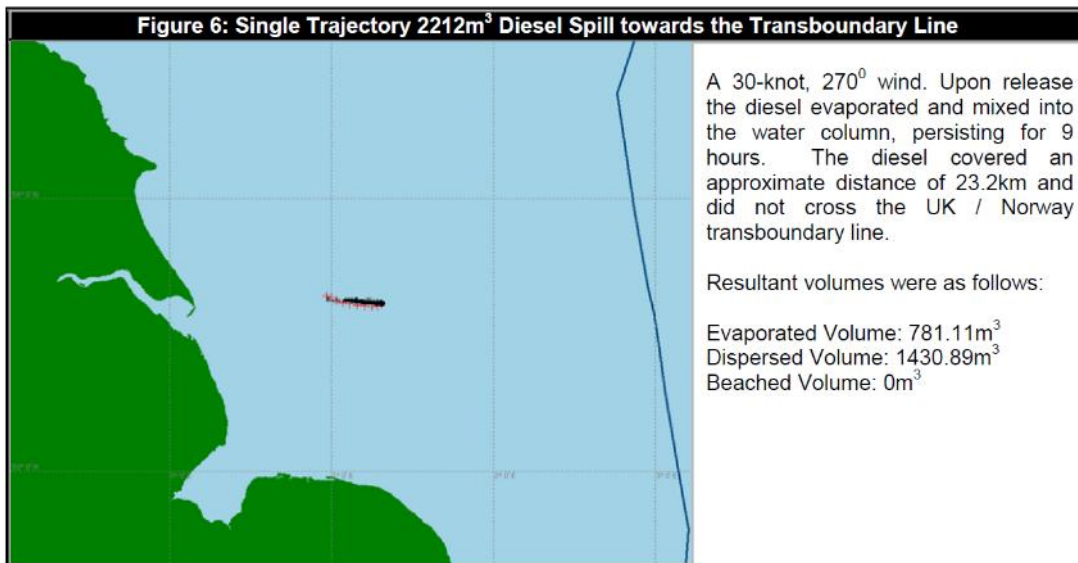 Figure 6: Single Trajectory 2212m³ Diesel Spill towards the Transboundary Line
A 30-knot, 270⁰ wind. Upon release
the diesel evaporated and mixed into
the water column, persisting for 9
hours. The diesel covered an
approximate distance of 23.2km and
did not cross the UK / Norway
transboundary line.
Resultant volumes were as follows:
Evaporated Volume: 781.11m³
Dispersed Volume: 1430.89m³
Beached Volume: 0m³